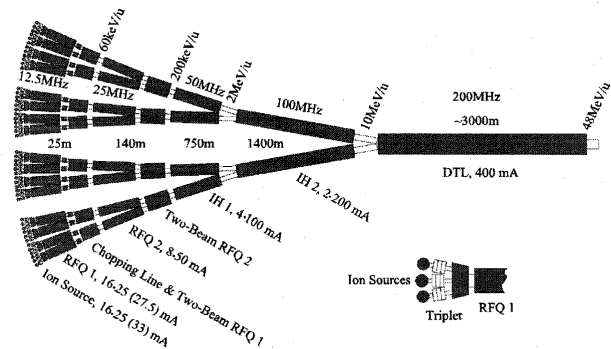 60keV/u
200keV/u
2MeV/u
10MeV/u
48MeV/u
12.5MHz
25MHz
50MHz
100MHz
200MHz
~3000m
25m
140m
750m
1400m
DTL, 400 mA
IH 2, 2·200 mA
IH 1, 4·100 mA
Two-Beam RFQ 2
RFQ 2, 8·50 mA
Chopping Line & Two-Beam RFQ 1
RFQ 1, 16·25 (27.5) mA
Ion Source, 16·25 (33) mA
Ion Sources
Triplet
RFQ 1